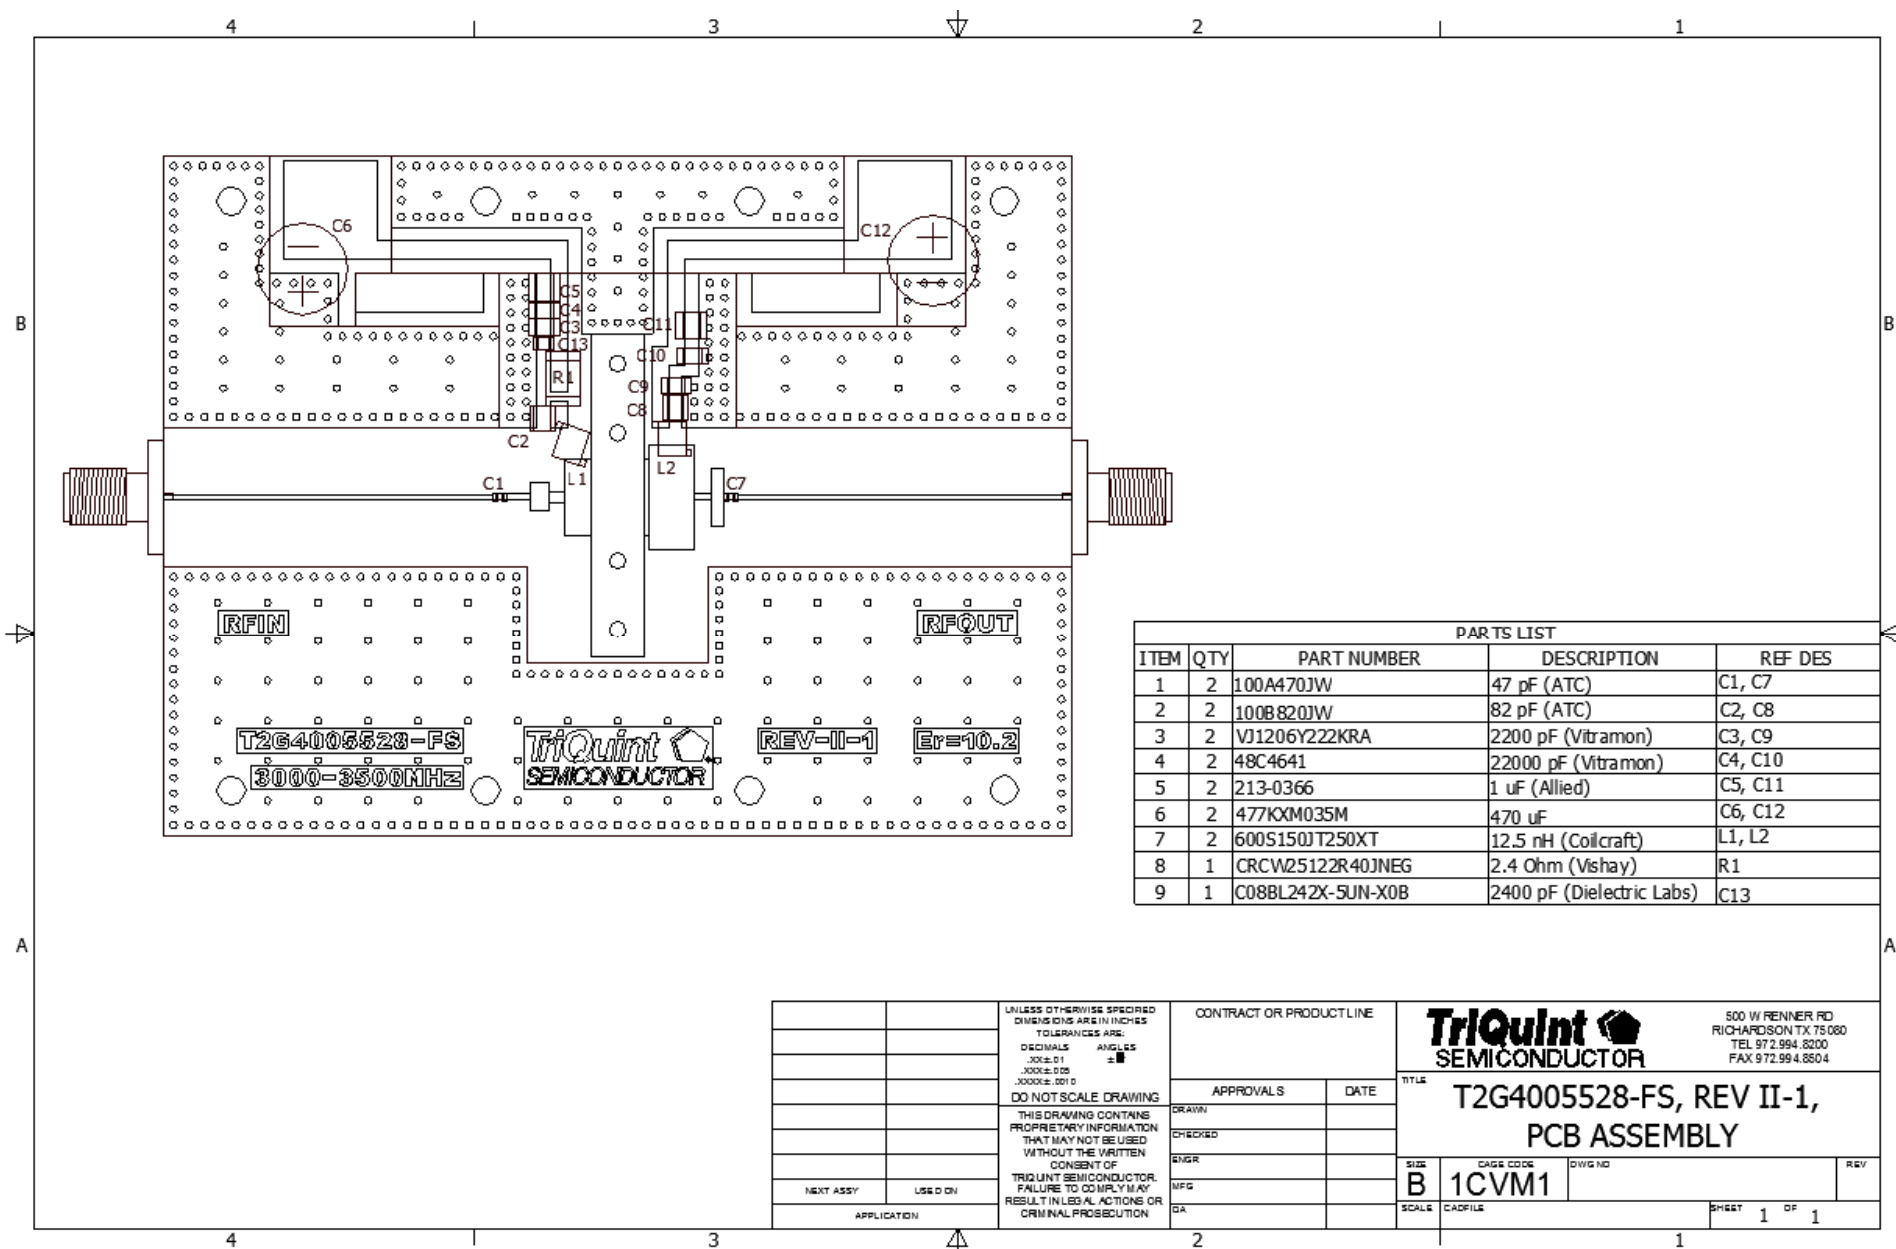 4 3 2 1
C6 C12
C5
C4
C3 C11
C13 C10
R1 C9
C8
C2 L2
C1 L1 C7
B B
RFIN RFOUT
T2G4005528-FS TriQuint REV-II-1 Er=10.2
3000-3500MHz SEMICONDUCTOR
PARTS LIST
ITEM QTY PART NUMBER DESCRIPTION REF DES
1 2 100A470JW 47 pF (ATC) C1, C7
2 2 100B820JW 82 pF (ATC) C2, C8
3 2 VJ1206Y222KRA 2200 pF (Vitramon) C3, C9
4 2 48C4641 22000 pF (Vitramon) C4, C10
5 2 213-0366 1 uF (Allied) C5, C11
6 2 477KXM035M 470 uF C6, C12
7 2 600S150JT250XT 12.5 nH (Coilcraft) L1, L2
8 1 CRCW25122R40JNEG 2.4 Ohm (Vishay) R1
9 1 C08BL242X-5UN-X0B 2400 pF (Dielectric Labs) C13
A A
UNLESS OTHERWISE SPECIFIED
DIMENSIONS ARE IN INCHES
TOLERANCES ARE:
DECIMALS ANGLES
.XX±.01 ±
.XXX±.005
.XXXX±.0010
DO NOT SCALE DRAWING
THIS DRAWING CONTAINS
PROPRIETARY INFORMATION
THAT MAY NOT BE USED
WITHOUT THE WRITTEN
CONSENT OF
TRIQUINT SEMICONDUCTOR.
FAILURE TO COMPLY MAY
RESULT IN LEGAL ACTIONS OR
CRIMINAL PROSECUTION
NEXT ASSY USED ON
APPLICATION
CONTRACT OR PRODUCT LINE
APPROVALS DATE
DRAWN
CHECKED
ENGR
MFG
QA
TriQuint
SEMICONDUCTOR
500 W RENNER RD
RICHARDSON TX 75080
TEL 972.994.8200
FAX 972.994.8504
TITLE
T2G4005528-FS, REV II-1,
PCB ASSEMBLY
SIZE CAGE CODE DWG NO REV
B 1CVM1
SCALE CADFILE SHEET 1 OF 1
4 3 2 1